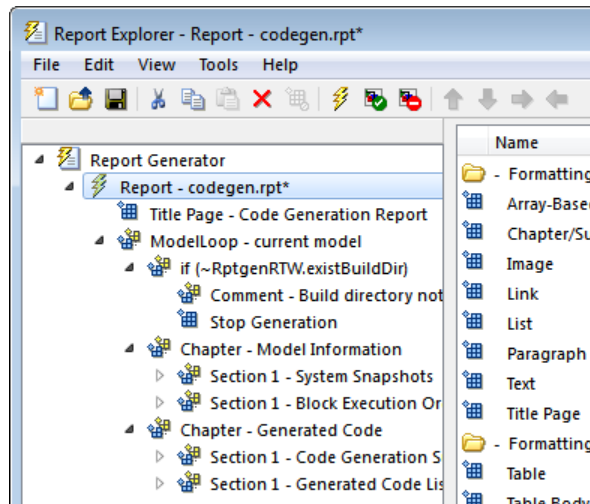 Report Explorer - Report - codegen.rpt*
File Edit View Tools Help
Report Generator
Report - codegen.rpt*
Title Page - Code Generation Report
ModelLoop - current model
if (~RptgenRTW.existBuildDir)
Comment - Build directory not
Stop Generation
Chapter - Model Information
Section 1 - System Snapshots
Section 1 - Block Execution Or
Chapter - Generated Code
Section 1 - Code Generation S
Section 1 - Generated Code Lis
Name
- Formatting
Array-Based
Chapter/Su
Image
Link
List
Paragraph
Text
Title Page
- Formatting
Table
Table Body